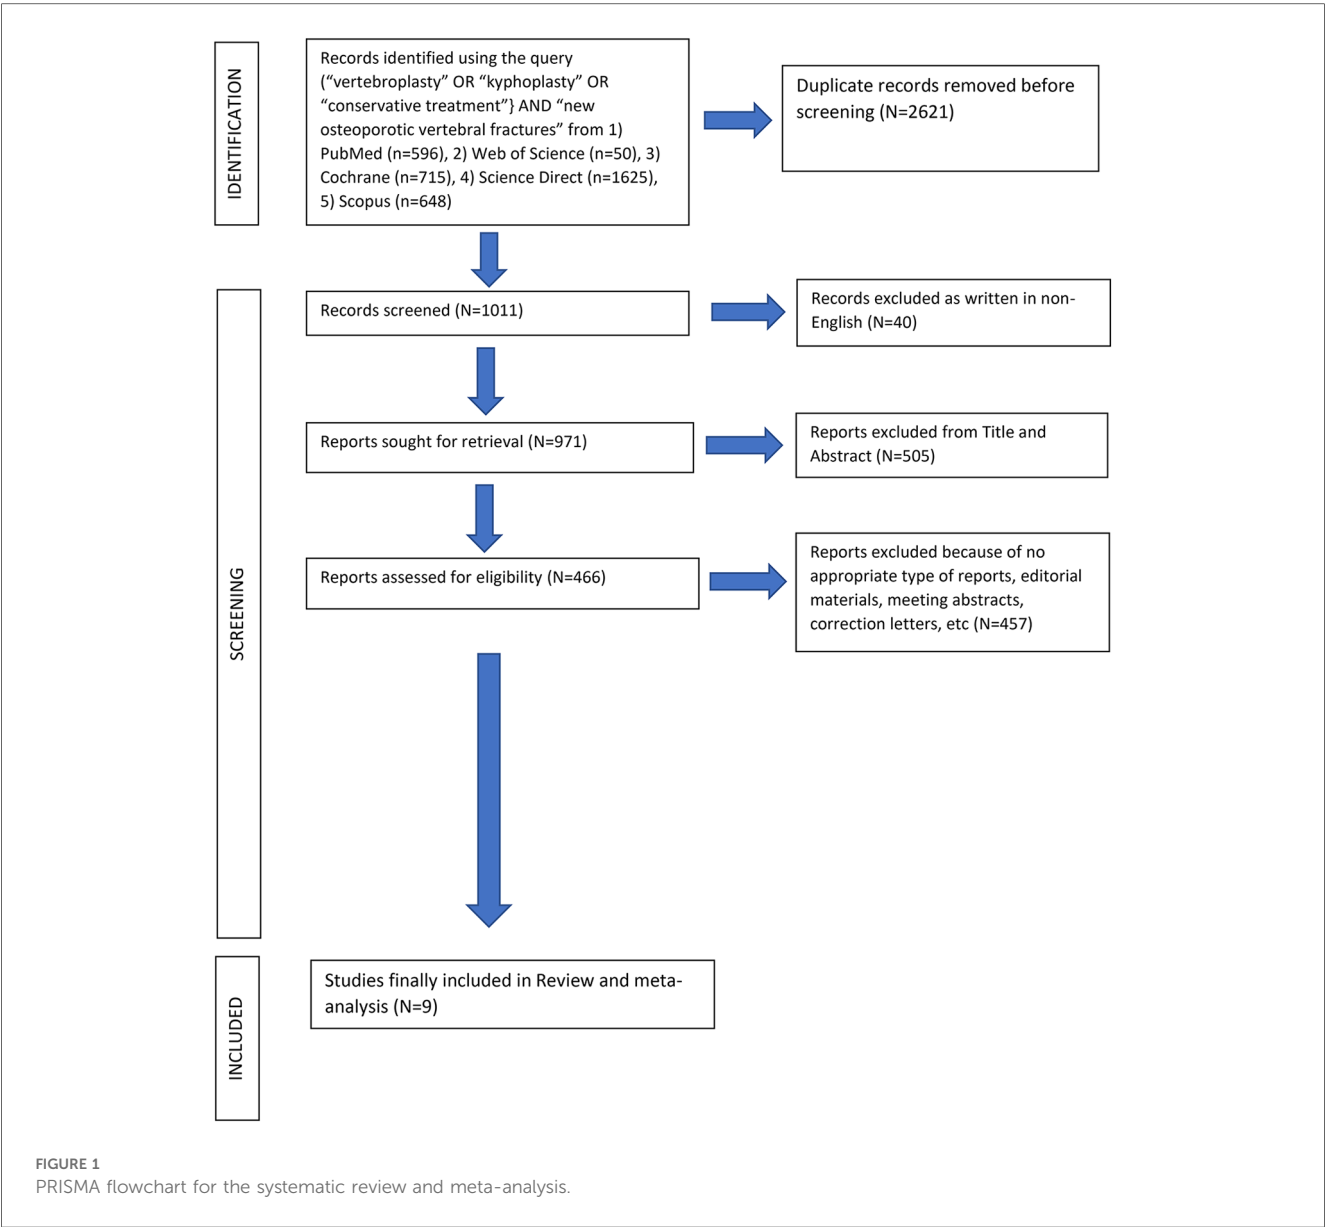 IDENTIFICATION
Records identified using the query
(“vertebroplasty” OR “kyphoplasty” OR
“conservative treatment”} AND “new
osteoporotic vertebral fractures” from 1)
PubMed (n=596), 2) Web of Science (n=50), 3)
Cochrane (n=715), 4) Science Direct (n=1625),
5) Scopus (n=648)
Duplicate records removed before
screening (N=2621)
SCREENING
Records screened (N=1011)
Records excluded as written in non-
English (N=40)
Reports sought for retrieval (N=971)
Reports excluded from Title and
Abstract (N=505)
Reports assessed for eligibility (N=466)
Reports excluded because of no
appropriate type of reports, editorial
materials, meeting abstracts,
correction letters, etc (N=457)
INCLUDED
Studies finally included in Review and meta-
analysis (N=9)
FIGURE 1
PRISMA flowchart for the systematic review and meta-analysis.